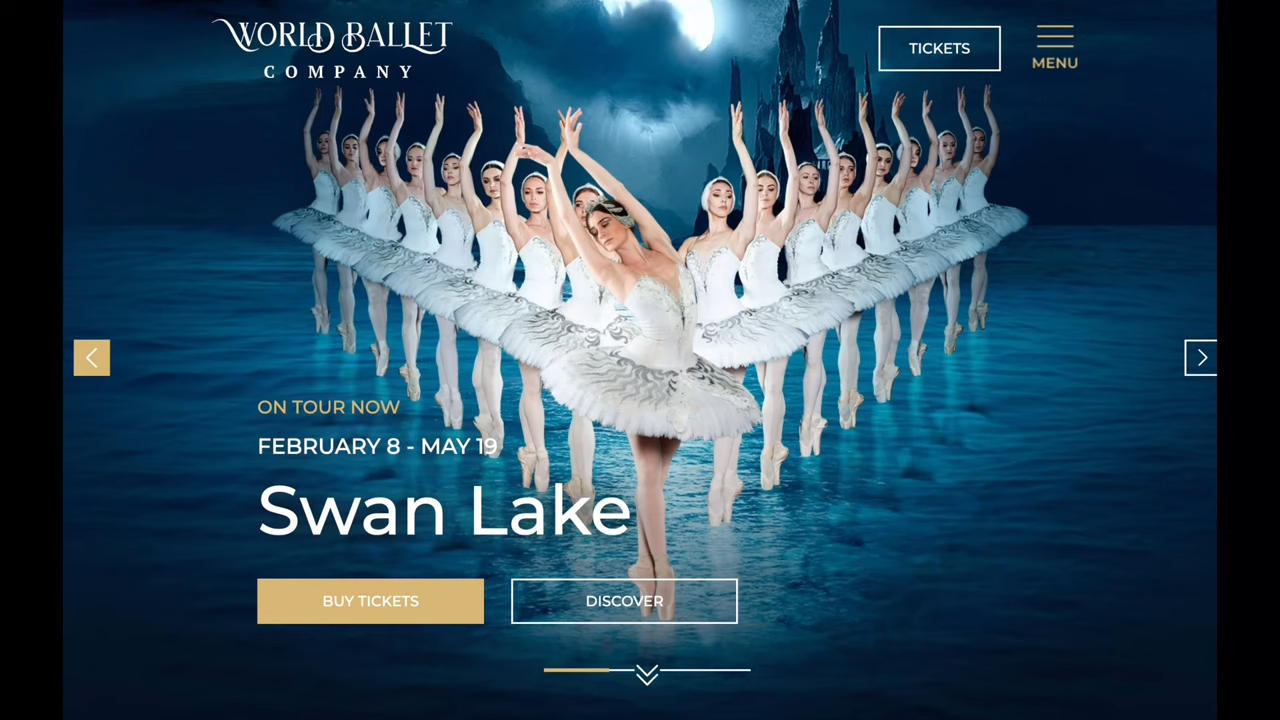 WORLD BALLET
COMPANY
TICKETS
MENU
ON TOUR NOW
FEBRUARY 8 - MAY 19
Swan Lake
BUY TICKETS
DISCOVER